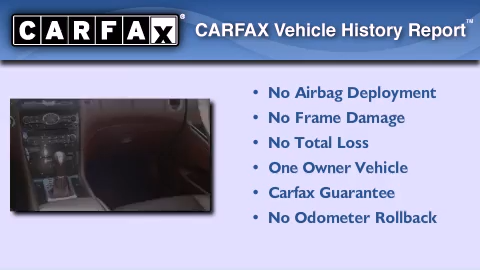 CARFAX® CARFAX Vehicle History Report™
• No Airbag Deployment
• No Frame Damage
• No Total Loss
• One Owner Vehicle
• Carfax Guarantee
• No Odometer Rollback